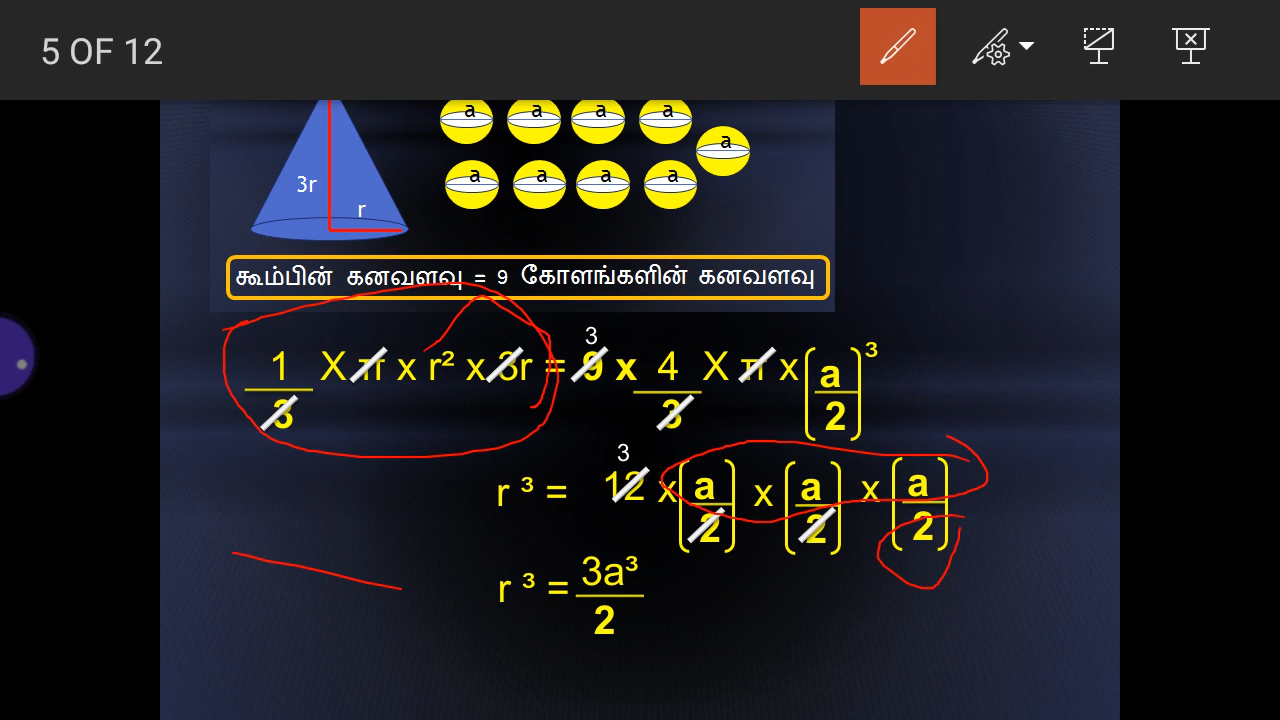 5 OF 12
a a a a
a
3r
a a a a
r
கூம்பின் கனவளவு = 9 கோளங்களின் கனவளவு
3
1/3 X π x r² x 3r = 9 x 4/3 X π x (a/2)³
3
r ³ = 12 x (a/2) x (a/2) x (a/2)
r ³ = 3a³/2